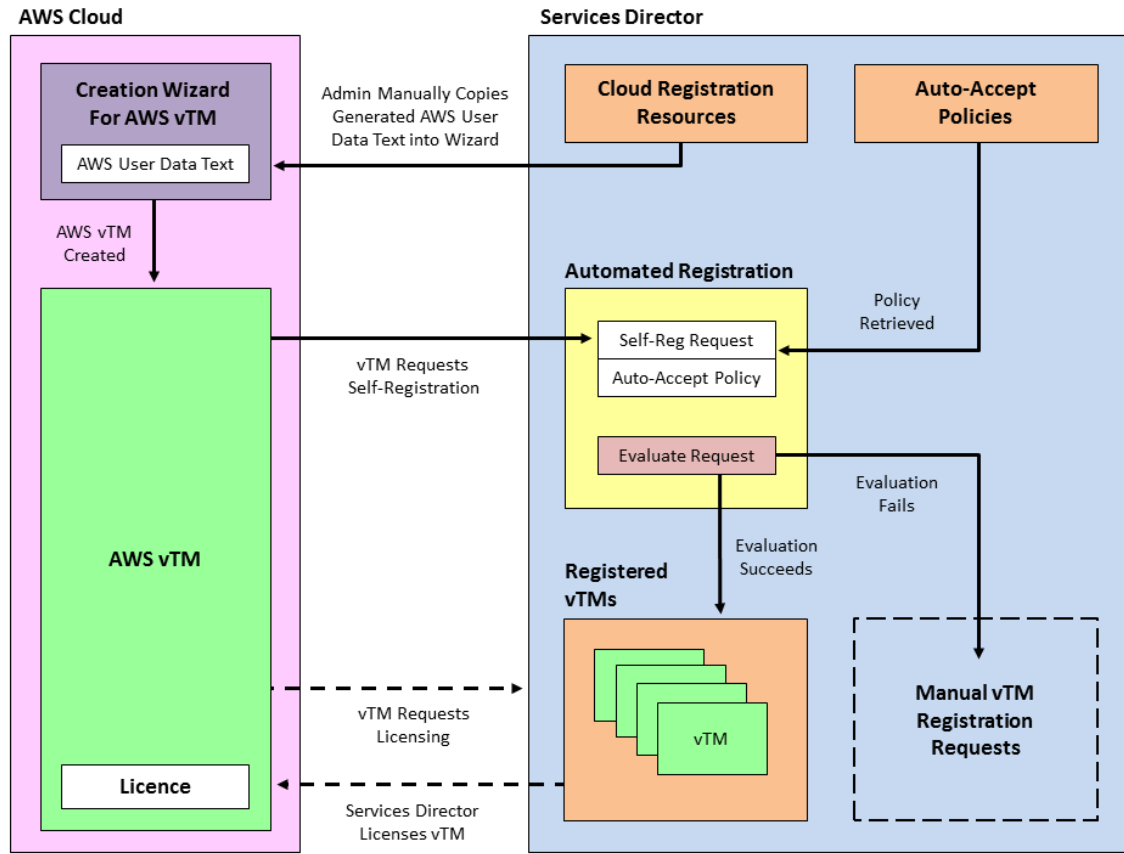 AWS Cloud
Services Director
Creation Wizard
For AWS vTM
AWS User Data Text
Admin Manually Copies
Generated AWS User
Data Text into Wizard
Cloud Registration
Resources
Auto-Accept
Policies
AWS vTM
Created
Automated Registration
Policy
Retrieved
Self-Reg Request
Auto-Accept Policy
vTM Requests
Self-Registration
Evaluate Request
Evaluation
Fails
Evaluation
Succeeds
AWS vTM
Registered
vTMs
vTM
Manual vTM
Registration
Requests
vTM Requests
Licensing
Licence
Services Director
Licenses vTM